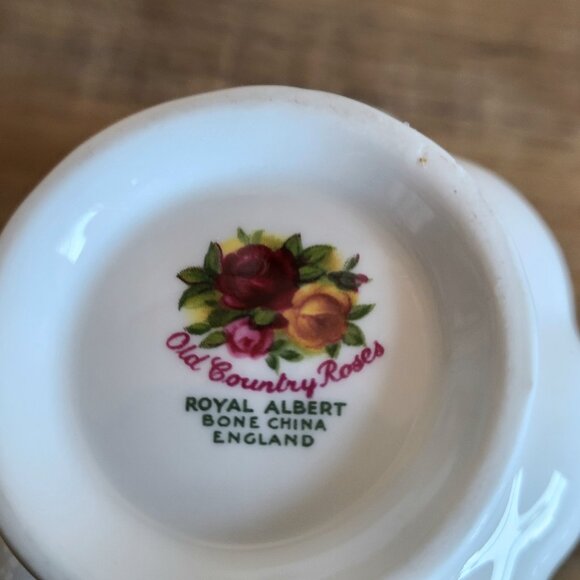 Old Country Roses
ROYAL ALBERT
BONE CHINA
ENGLAND